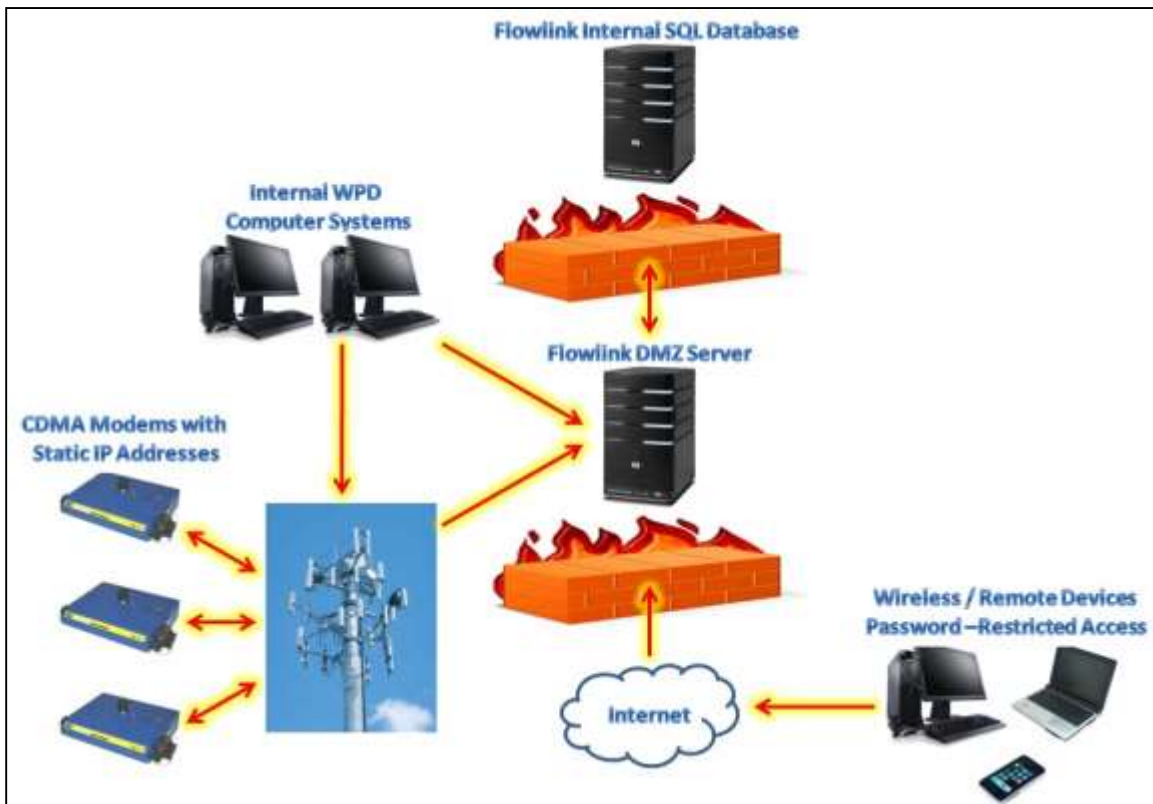 Flowlink Internal SQL Database
Internal WPD
Computer Systems
Flowlink DMZ Server
CDMA Modems with
Static IP Addresses
Wireless / Remote Devices
Password –Restricted Access
Internet